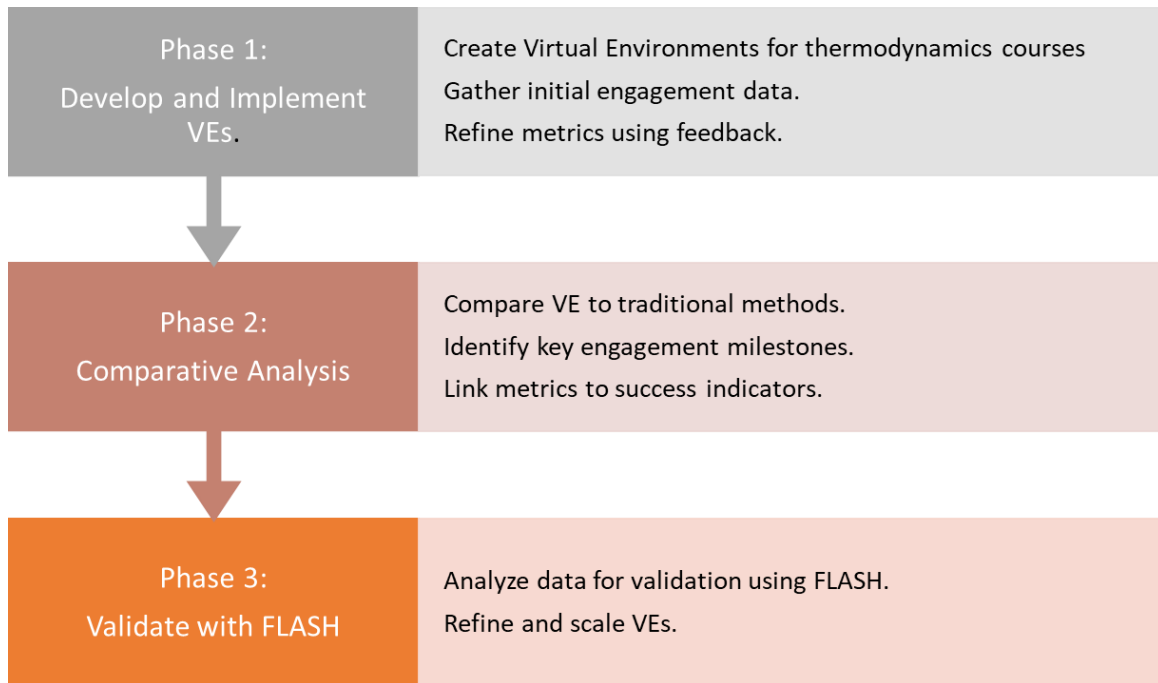 Phase 1:
Develop and Implement
VEs.
Create Virtual Environments for thermodynamics courses
Gather initial engagement data.
Refine metrics using feedback.
Phase 2:
Comparative Analysis
Compare VE to traditional methods.
Identify key engagement milestones.
Link metrics to success indicators.
Phase 3:
Validate with FLASH
Analyze data for validation using FLASH.
Refine and scale VEs.